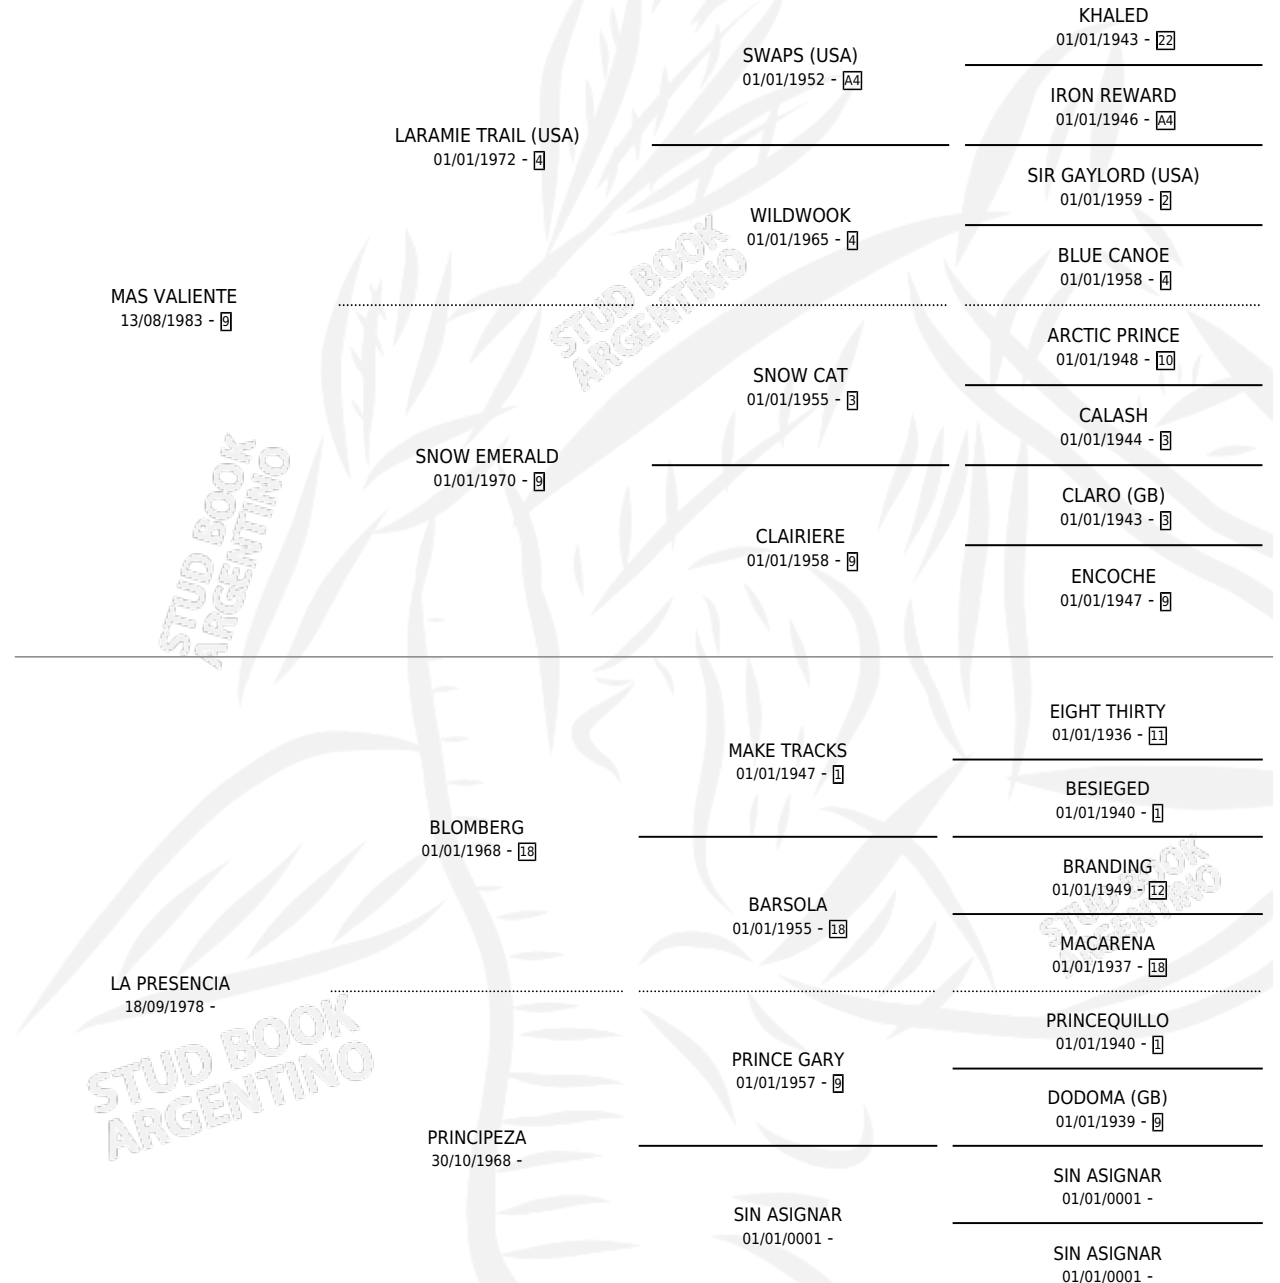 KHALED
01/01/1943 - 22
SWAPS (USA)
01/01/1952 - A4
IRON REWARD
01/01/1946 - A4
LARAMIE TRAIL (USA)
01/01/1972 - 4
SIR GAYLORD (USA)
01/01/1959 - 2
WILDWOOK
01/01/1965 - 4
BLUE CANOE
01/01/1958 - 4
MAS VALIENTE
13/08/1983 - 9
ARCTIC PRINCE
01/01/1948 - 10
SNOW CAT
01/01/1955 - 3
CALASH
01/01/1944 - 3
SNOW EMERALD
01/01/1970 - 9
CLARO (GB)
01/01/1943 - 3
CLAIRIERE
01/01/1958 - 9
ENCOCHE
01/01/1947 - 9
EIGHT THIRTY
01/01/1936 - 11
MAKE TRACKS
01/01/1947 - 1
BESIEGED
01/01/1940 - 1
BLOMBERG
01/01/1968 - 18
BRANDING
01/01/1949 - 12
BARSOLA
01/01/1955 - 18
MACARENA
01/01/1937 - 18
LA PRESENCIA
18/09/1978 -
PRINCEQUILLO
01/01/1940 - 1
PRINCE GARY
01/01/1957 - 9
DODOMA (GB)
01/01/1939 - 9
PRINCIPEZA
30/10/1968 -
SIN ASIGNAR
01/01/0001 -
SIN ASIGNAR
01/01/0001 -
SIN ASIGNAR
01/01/0001 -
STUD BOOK
ARGENTINO
STUD BOOK
ARGENTINO
STUD BOOK
ARGENTINO
STUD BOOK
ARGENTINO